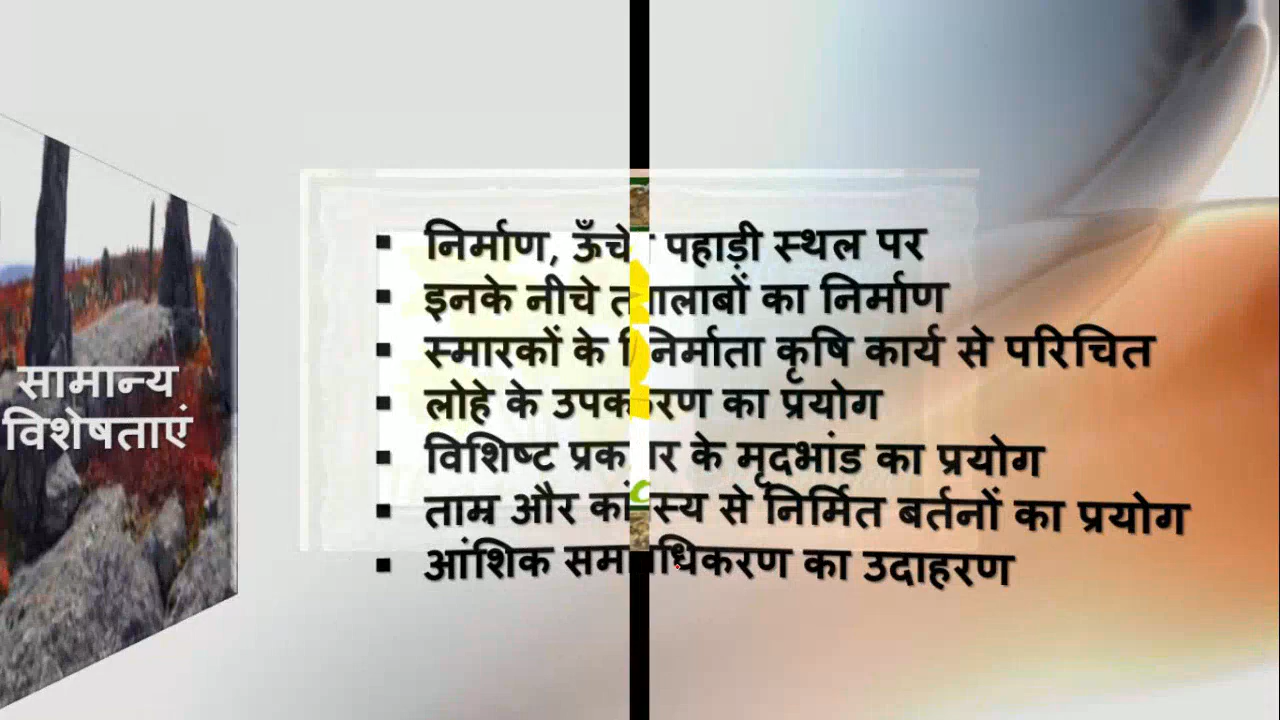 सामान्य
विशेषताएं
▪ निर्माण, ऊँचे पहाड़ी स्थल पर
▪ इनके नीचे तालाबों का निर्माण
▪ स्मारकों के निर्माता कृषि कार्य से परिचित
▪ लोहे के उपकरण का प्रयोग
▪ विशिष्ट प्रकार के मृदभांड का प्रयोग
▪ ताम्र और कांस्य से निर्मित बर्तनों का प्रयोग
▪ आंशिक समाधिकरण का उदाहरण